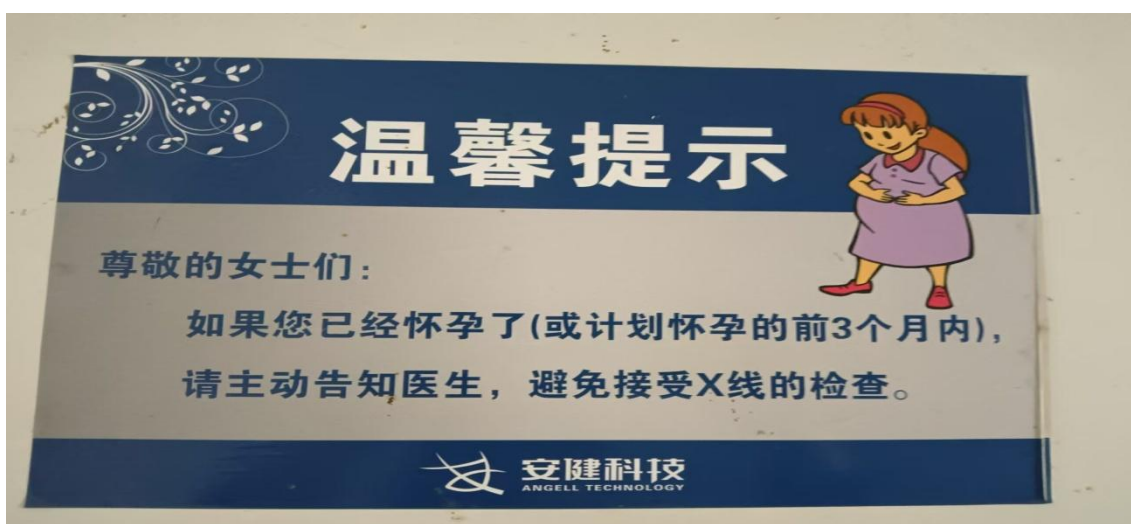 温馨提示
尊敬的女士们：
如果您已经怀孕了(或计划怀孕的前3个月内)，
请主动告知医生，避免接受X线的检查。
安健科技
ANGELL TECHNOLOGY